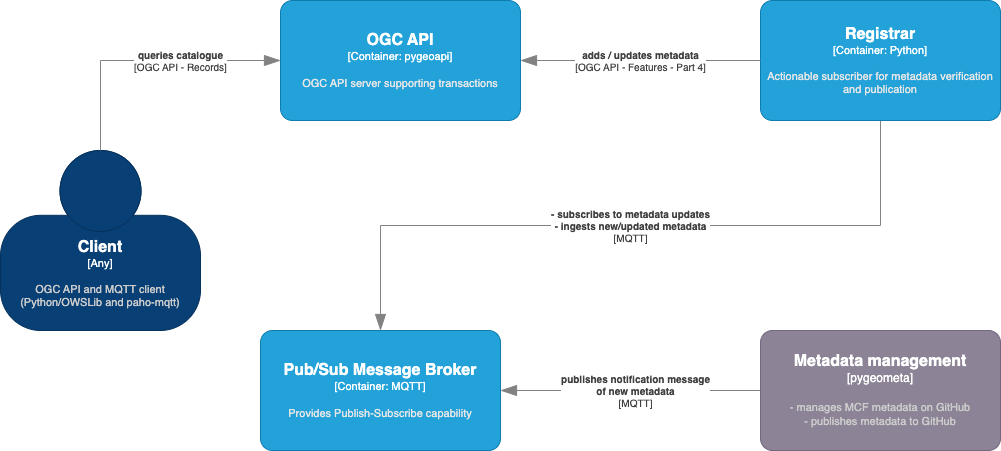 OGC API
[Container: pygeoapi]
OGC API server supporting transactions
Registrar
[Container: Python]
Actionable subscriber for metadata verification
and publication
queries catalogue
[OGC API - Records]
adds / updates metadata
[OGC API - Features - Part 4]
Client
[Any]
OGC API and MQTT client
(Python/OWSLib and paho-mqtt)
- subscribes to metadata updates
- ingests new/updated metadata
[MQTT]
Pub/Sub Message Broker
[Container: MQTT]
Provides Publish-Subscribe capability
publishes notification message
of new metadata
[MQTT]
Metadata management
[pygeometa]
- manages MCF metadata on GitHub
- publishes metadata to GitHub